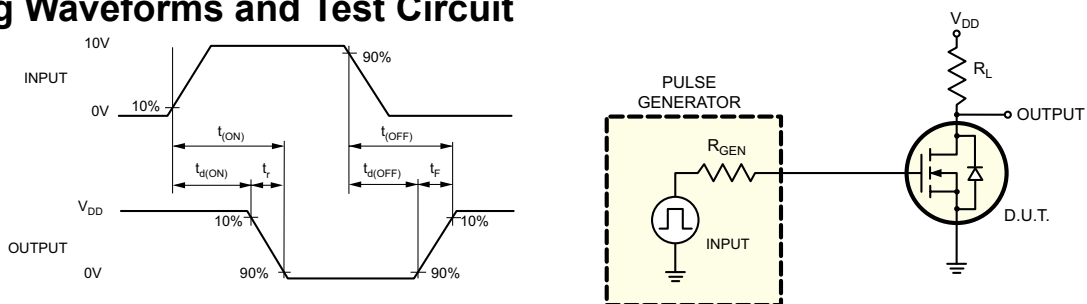 g Waveforms and Test Circuit
10V
INPUT
0V
10%
90%
t(ON)
t(OFF)
td(ON)
tr
td(OFF)
tF
VDD
OUTPUT
0V
10%
90%
10%
90%
VDD
RL
OUTPUT
PULSE
GENERATOR
RGEN
INPUT
D.U.T.